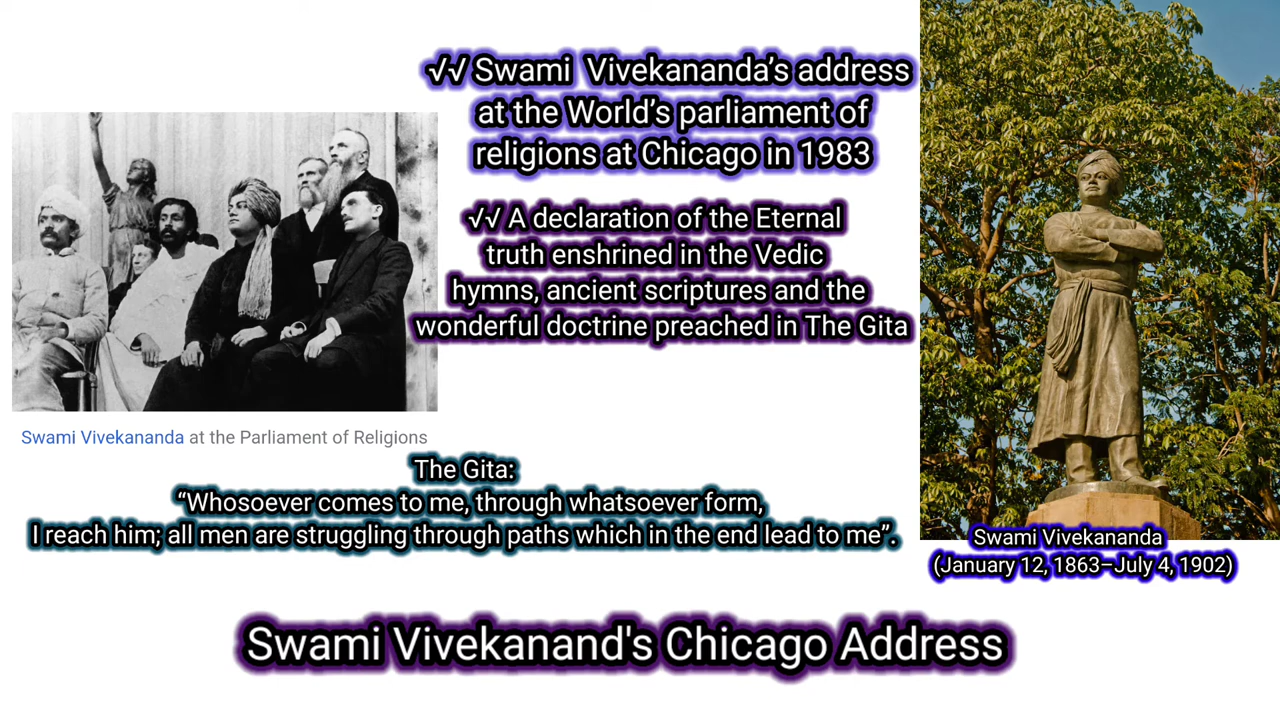 √√ Swami Vivekananda’s address
at the World’s parliament of
religions at Chicago in 1983
√√ A declaration of the Eternal
truth enshrined in the Vedic
hymns, ancient scriptures and the
wonderful doctrine preached in The Gita
Swami Vivekananda at the Parliament of Religions
The Gita:
“Whosoever comes to me, through whatsoever form,
I reach him; all men are struggling through paths which in the end lead to me”.
Swami Vivekananda
(January 12, 1863–July 4, 1902)
Swami Vivekanand's Chicago Address